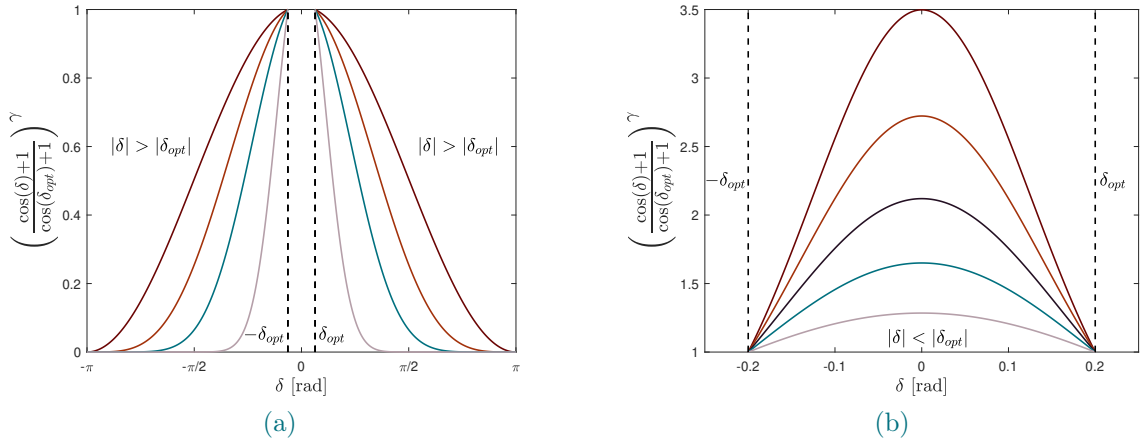 ( cos(δ)+1 / cos(δ_opt)+1 )^γ
1
0.8
0.6
0.4
0.2
0
|δ| > |δ_opt|
|δ| > |δ_opt|
−δ_opt
δ_opt
-π
-π/2
0
π/2
π
δ [rad]
(a)
( cos(δ)+1 / cos(δ_opt)+1 )^γ
3.5
3
2.5
2
1.5
1
−δ_opt
δ_opt
|δ| < |δ_opt|
-0.2
-0.1
0
0.1
0.2
δ [rad]
(b)